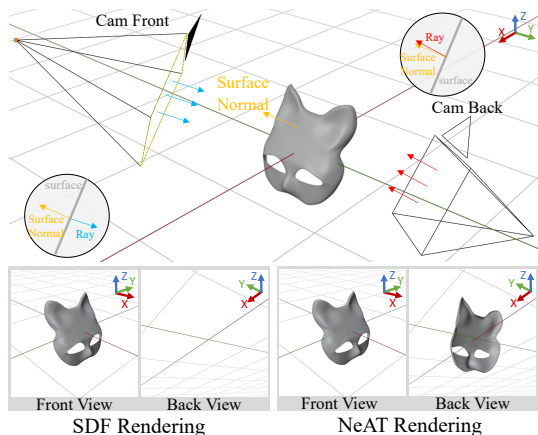 Cam Front
Ray
Surface
Normal
surface
Z
Y
X
Surface
Normal
Cam Back
surface
Surface
Normal
Ray
Z
Y
X
Z
Y
X
Z
Y
X
Z
Y
X
Front View
Back View
Front View
Back View
SDF Rendering
NeAT Rendering